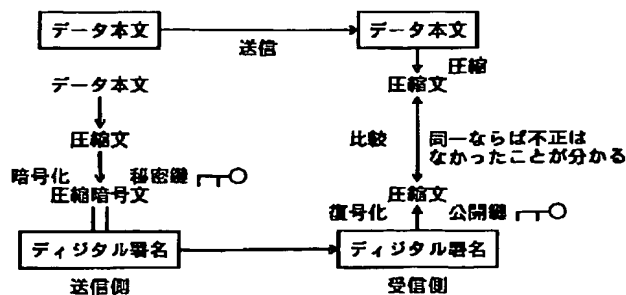 データ本文
送信
データ本文
圧縮
データ本文
圧縮文
圧縮文
比較
同一ならば不正は
なかったことが分かる
暗号化
秘密鍵
圧縮暗号文
圧縮文
復号化
公開鍵
ディジタル署名
ディジタル署名
送信側
受信側